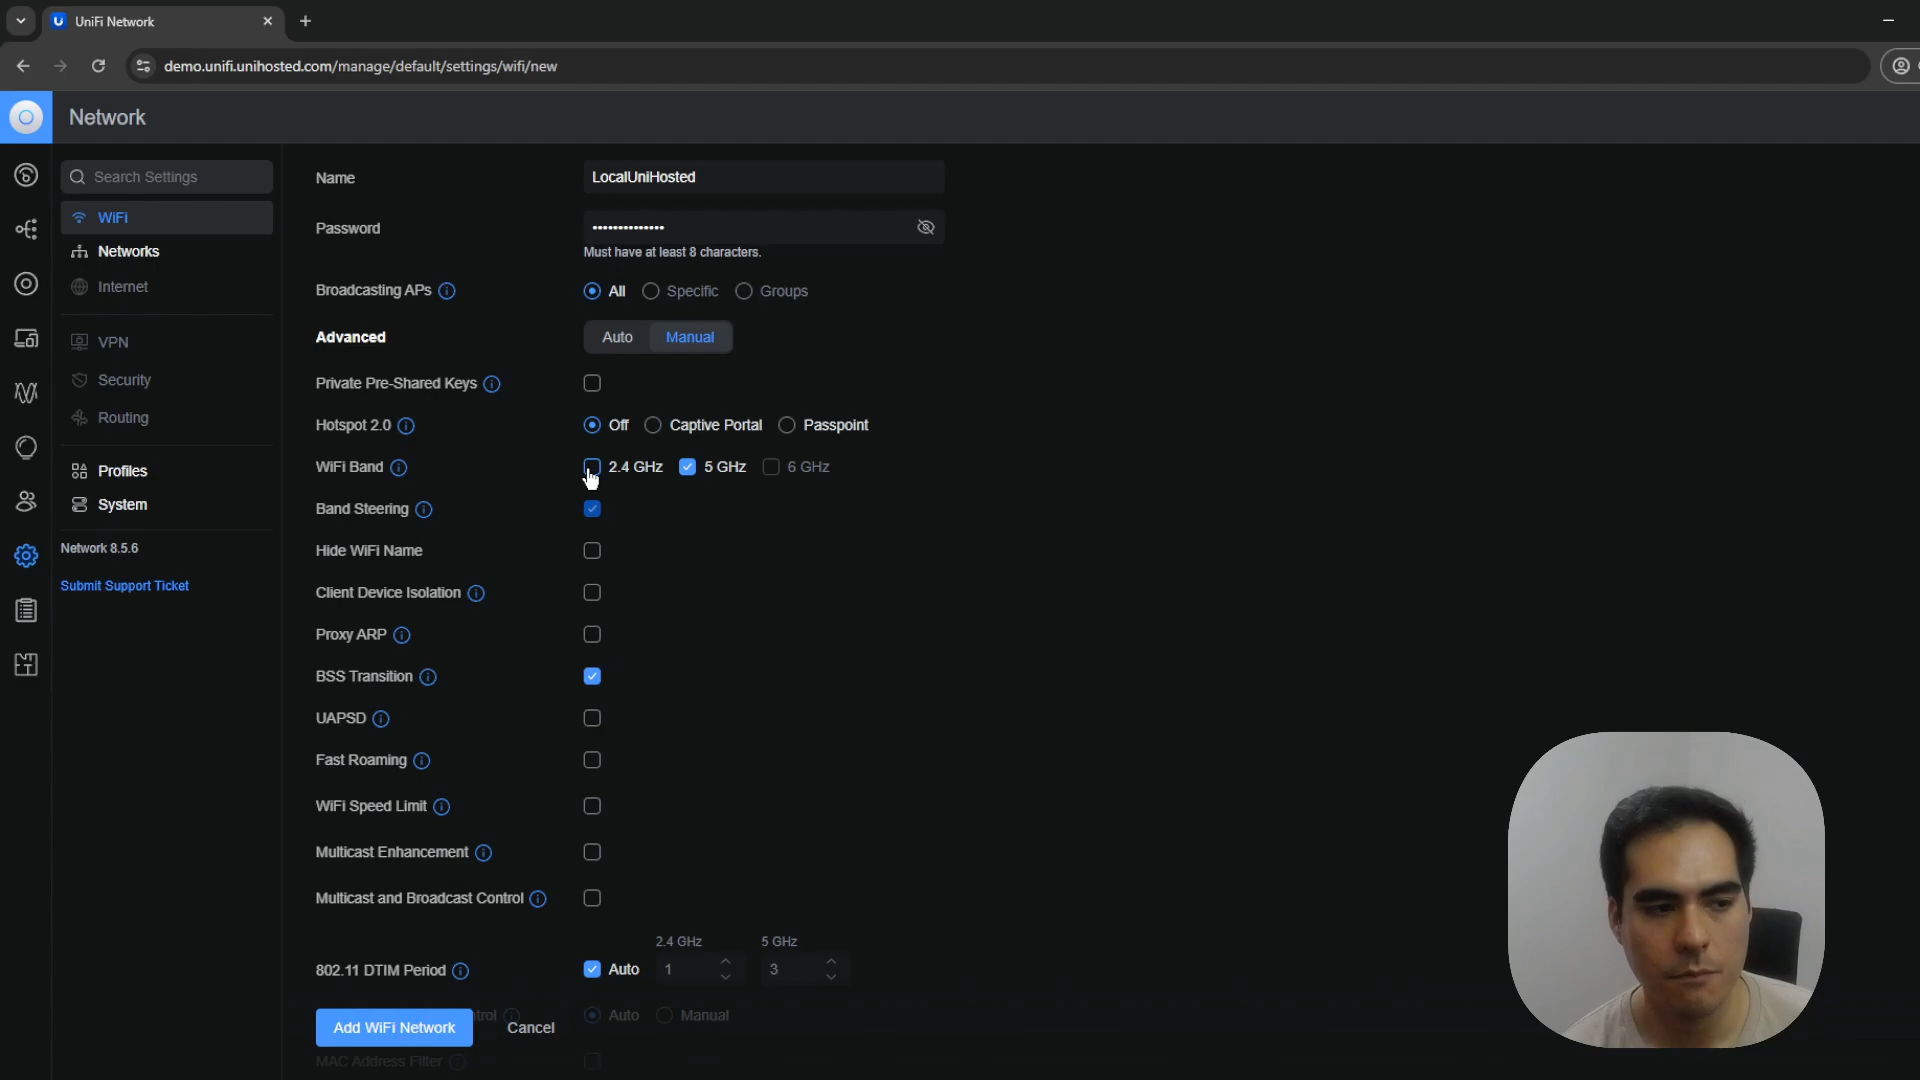 UniFi Network
demo.unifi.unihosted.com/manage/default/settings/wifi/new
Network
Search Settings
WiFi
Networks
Internet
VPN
Security
Routing
Profiles
System
Network 8.5.6
Submit Support Ticket
Name
LocalUniHosted
Password
••••••••••••••
Must have at least 8 characters.
Broadcasting APs
All Specific Groups
Advanced
Auto Manual
Private Pre-Shared Keys
Hotspot 2.0
Off Captive Portal Passpoint
WiFi Band
2.4 GHz 5 GHz 6 GHz
Band Steering
Hide WiFi Name
Client Device Isolation
Proxy ARP
BSS Transition
UAPSD
Fast Roaming
WiFi Speed Limit
Multicast Enhancement
Multicast and Broadcast Control
2.4 GHz 5 GHz
802.11 DTIM Period
Auto 1 3
Auto Manual
Add WiFi Network Cancel
MAC Address Filter